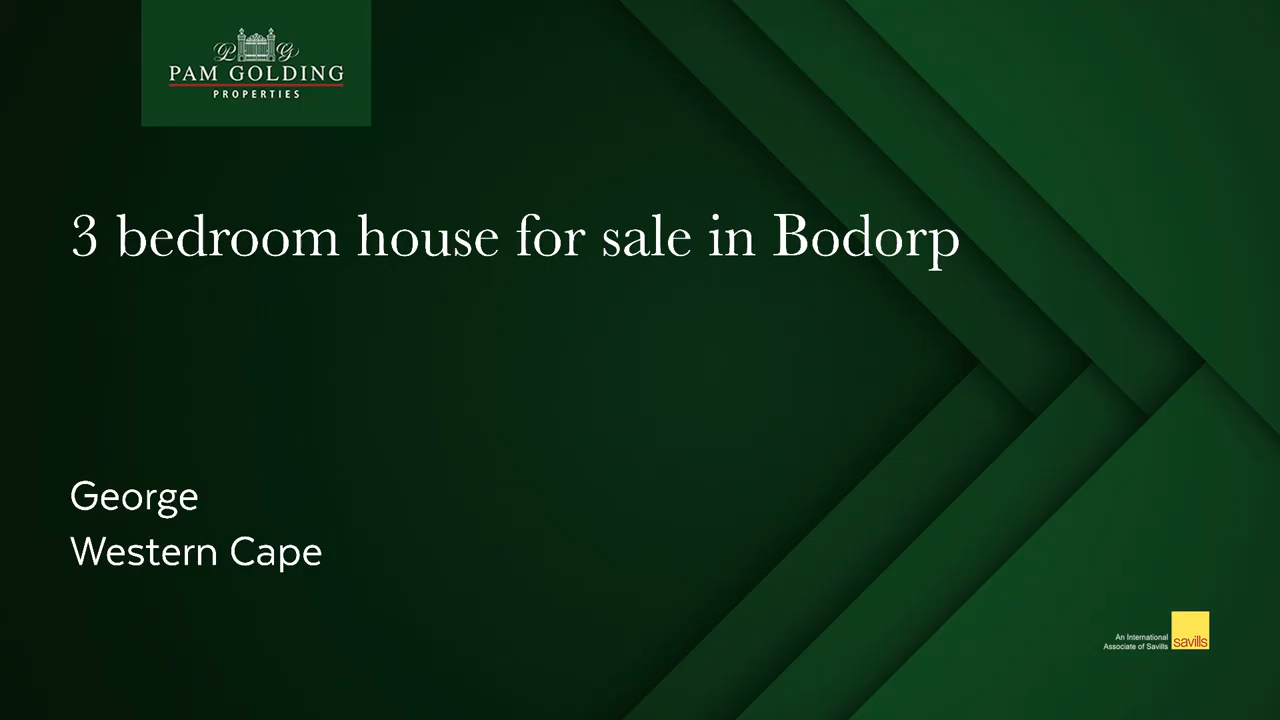 P G
PAM GOLDING
PROPERTIES
3 bedroom house for sale in Bodorp
George
Western Cape
An International
Associate of Savills
savills